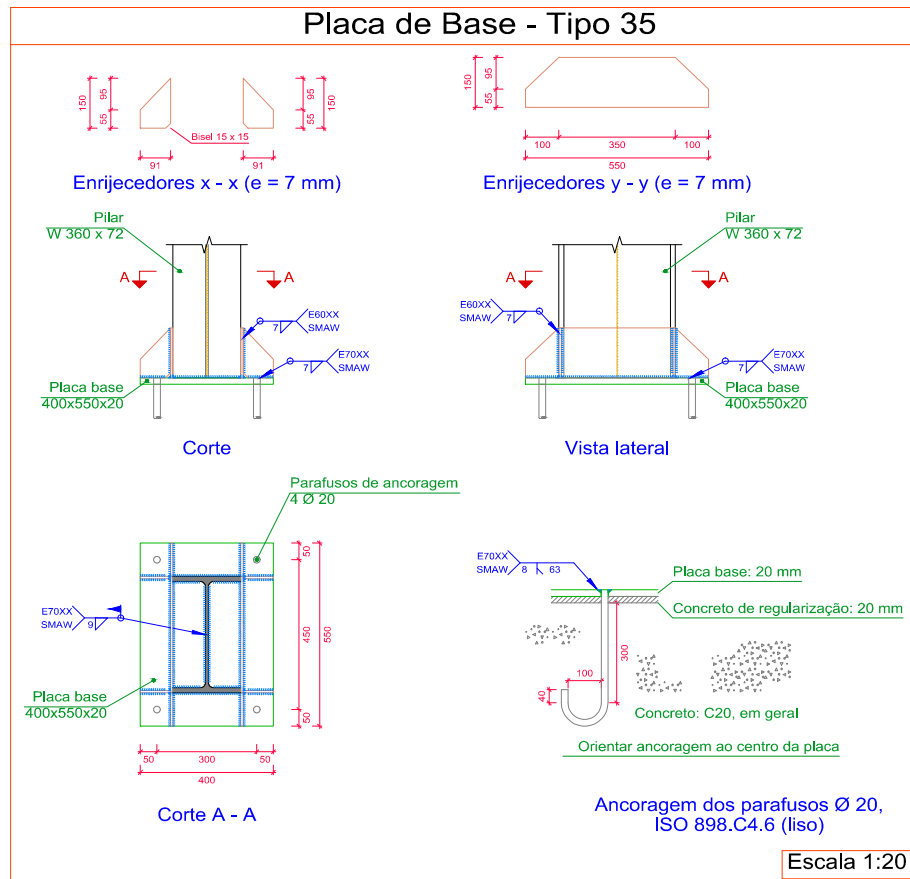 Placa de Base - Tipo 35
150
95
55
95
150
55
Bisel 15 x 15
91
91
Enrijecedores x - x (e = 7 mm)
150
95
55
100
350
100
550
Enrijecedores y - y (e = 7 mm)
Pilar
W 360 x 72
A
A
E60XX
SMAW
7
E70XX
SMAW
7
Placa base
400x550x20
Corte
Pilar
W 360 x 72
A
A
E60XX
SMAW
7
E70XX
SMAW
7
Placa base
400x550x20
Vista lateral
Parafusos de ancoragem
4 Ø 20
50
450
550
50
E70XX
SMAW
9
Placa base
400x550x20
50
300
50
400
Corte A - A
E70XX
SMAW
8
63
Placa base: 20 mm
Concreto de regularização: 20 mm
300
100
40
Concreto: C20, em geral
Orientar ancoragem ao centro da placa
Ancoragem dos parafusos Ø 20,
ISO 898.C4.6 (liso)
Escala 1:20